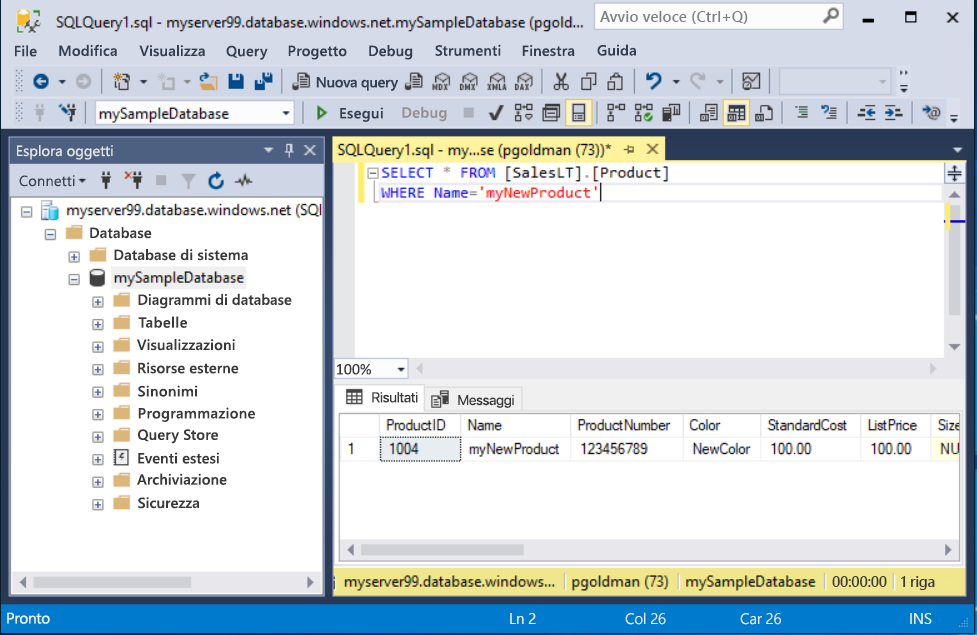 SQLQuery1.sql - myserver99.database.windows.net.mySampleDatabase (pgold...
Avvio veloce (Ctrl+Q)
File Modifica Visualizza Query Progetto Debug Strumenti Finestra Guida
Nuova query MDX DMX XMLA DAX
mySampleDatabase Esegui Debug
Esplora oggetti
Connetti
myserver99.database.windows.net (SQl
Database
Database di sistema
mySampleDatabase
Diagrammi di database
Tabelle
Visualizzazioni
Risorse esterne
Sinonimi
Programmazione
Query Store
Eventi estesi
Archiviazione
Sicurezza
SQLQuery1.sql - my...se (pgoldman (73))*
SELECT * FROM [SalesLT].[Product]
WHERE Name='myNewProduct'
100%
Risultati Messaggi
ProductID Name ProductNumber Color StandardCost ListPrice Size
1 1004 myNewProduct 123456789 NewColor 100.00 100.00 NU
myserver99.database.windows... pgoldman (73) mySampleDatabase 00:00:00 1 riga
Pronto Ln 2 Col 26 Car 26 INS